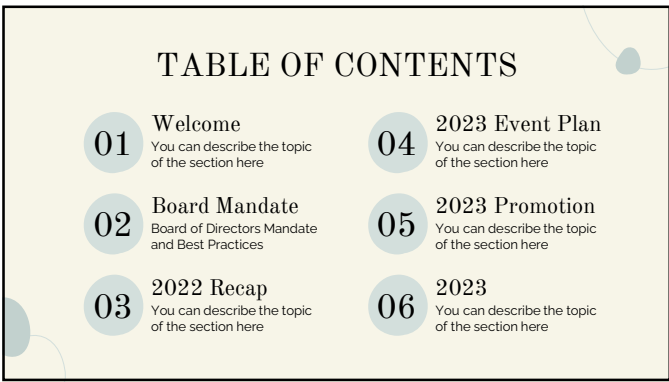 TABLE OF CONTENTS
01
Welcome
You can describe the topic
of the section here
02
Board Mandate
Board of Directors Mandate
and Best Practices
03
2022 Recap
You can describe the topic
of the section here
04
2023 Event Plan
You can describe the topic
of the section here
05
2023 Promotion
You can describe the topic
of the section here
06
2023
You can describe the topic
of the section here